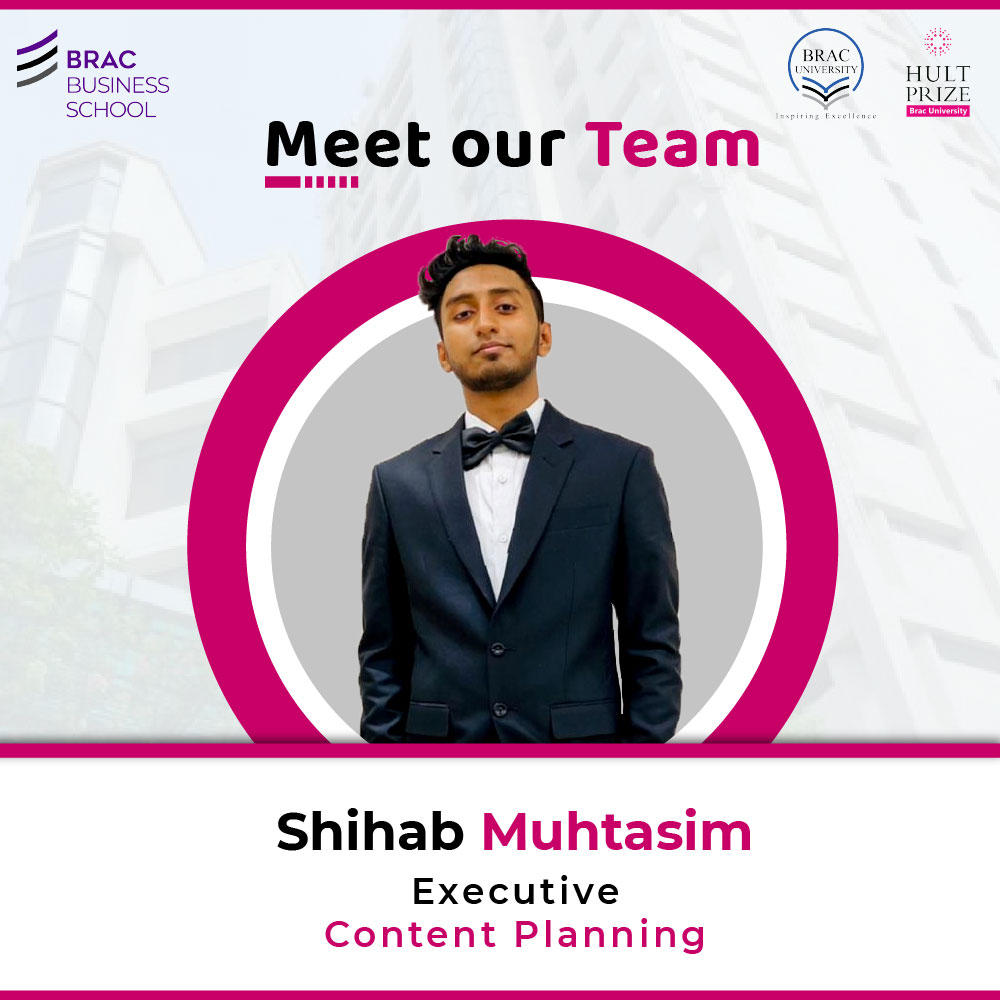 BRAC
BUSINESS
SCHOOL
BRAC
UNIVERSITY
Inspiring Excellence
HULT
PRIZE
Brac University
Meet our Team
Shihab Muhtasim
Executive
Content Planning